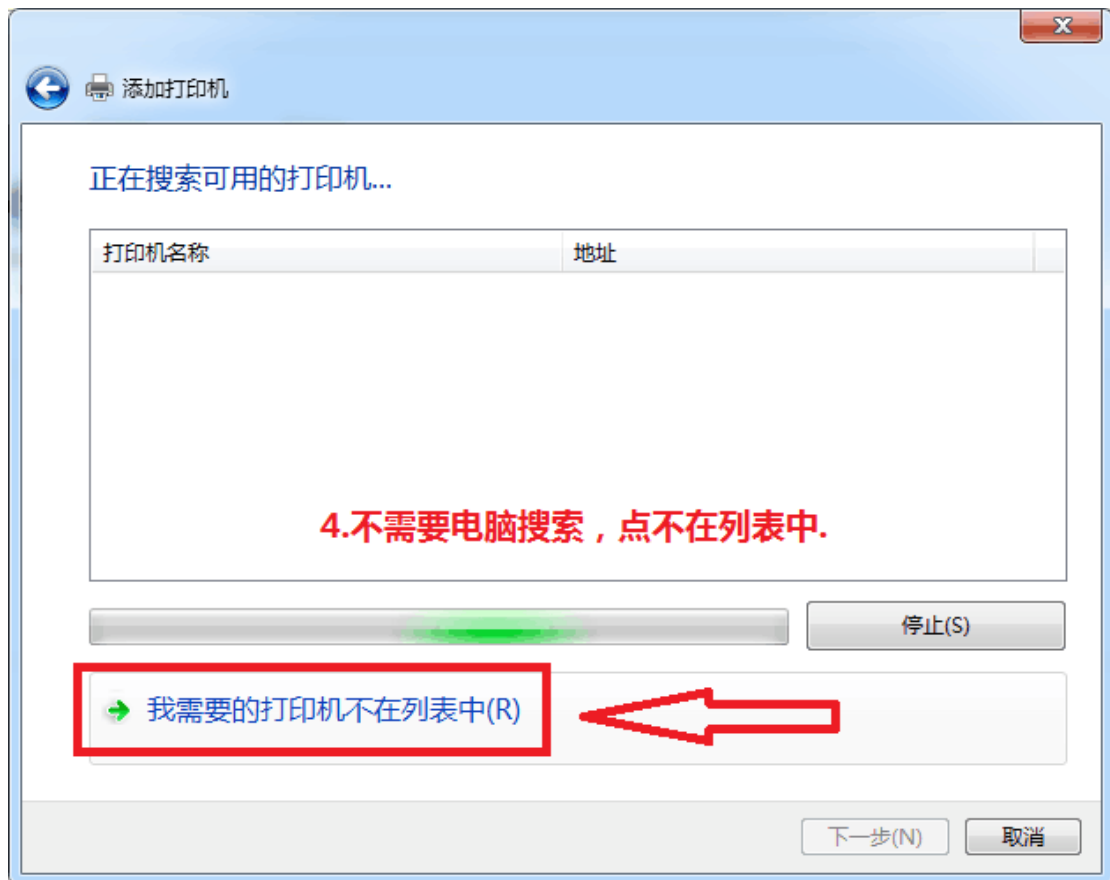 添加打印机
正在搜索可用的打印机...
打印机名称
地址
4.不需要电脑搜索，点不在列表中.
停止(S)
我需要的打印机不在列表中(R)
下一步(N)
取消